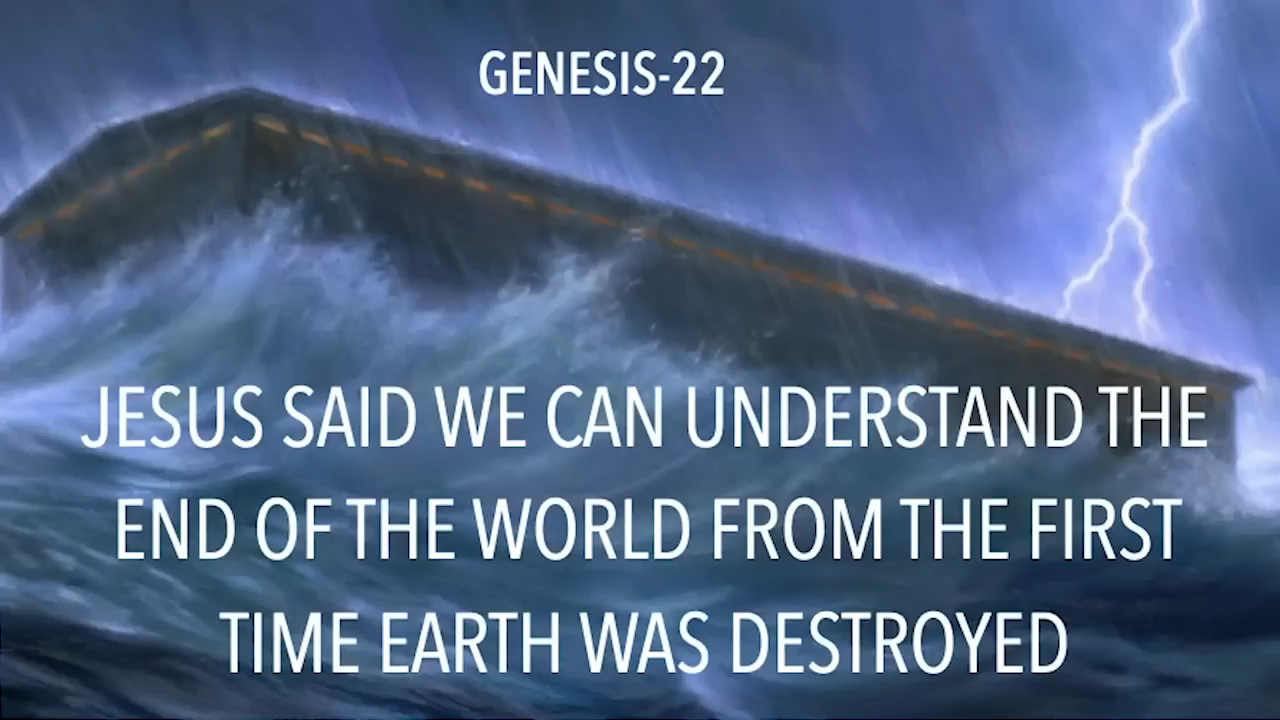 GENESIS-22
JESUS SAID WE CAN UNDERSTAND THE
END OF THE WORLD FROM THE FIRST
TIME EARTH WAS DESTROYED